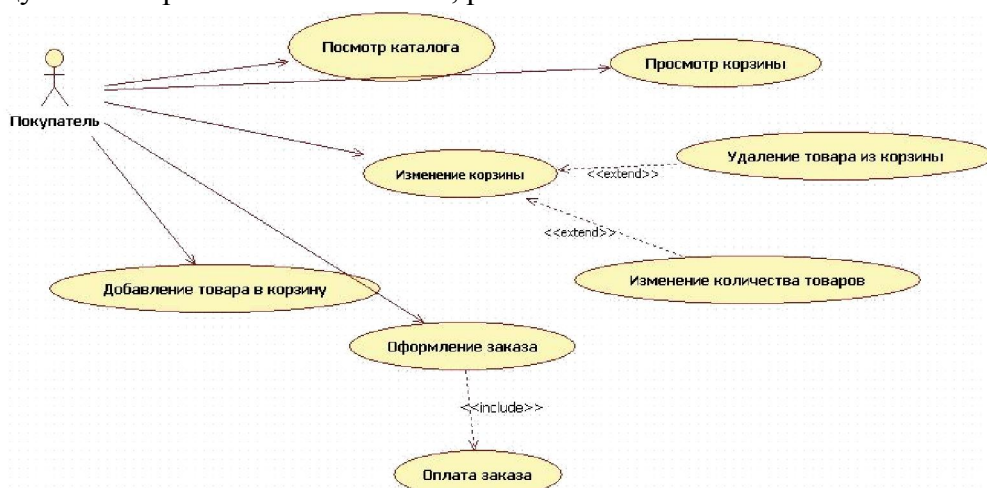 Посмотр каталога
Просмотр корзины
Покупатель
Удаление товара из корзины
Изменение корзины
<<extend>>
<<extend>>
Добавление товара в корзину
Изменение количества товаров
Оформление заказа
<<include>>
Оплата заказа